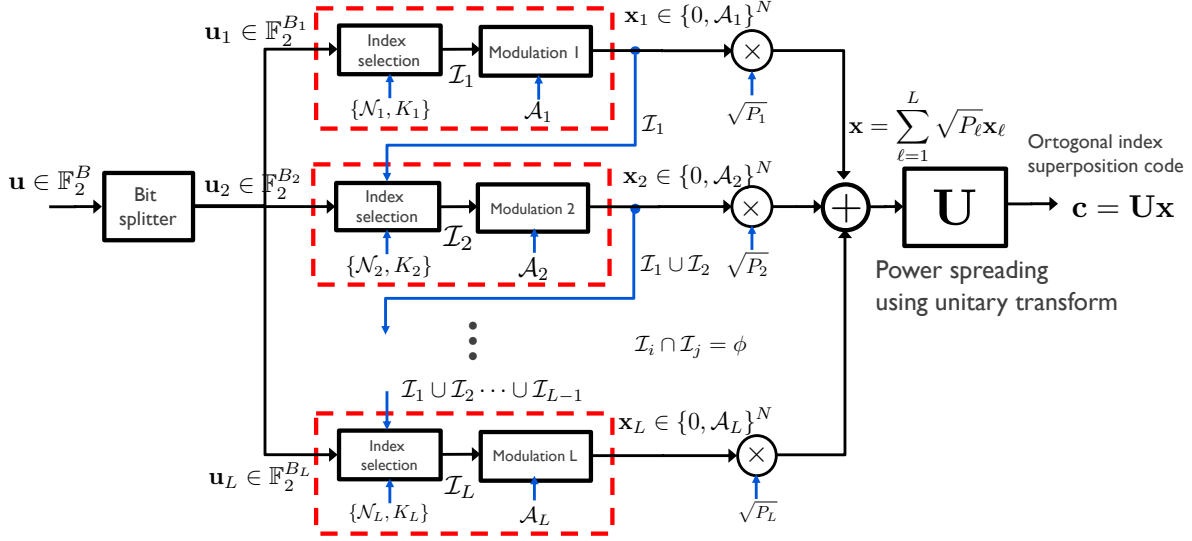 𝐮₁ ∈ 𝔽₂^{B₁}
Index
selection
ℐ₁
Modulation 1
𝐱₁ ∈ {0, 𝒜₁}^N
×
{𝒩₁, K₁}
𝒜₁
√P₁
ℐ₁
𝐮 ∈ 𝔽₂^B
Bit
splitter
𝐮₂ ∈ 𝔽₂^{B₂}
Index
selection
ℐ₂
Modulation 2
𝐱₂ ∈ {0, 𝒜₂}^N
×
{𝒩₂, K₂}
𝒜₂
√P₂
ℐ₁ ∪ ℐ₂
𝐱 = ∑_{ℓ=1}^{L} √P_ℓ 𝐱_ℓ
+
𝐔
Ortogonal index
superposition code
𝐜 = 𝐔𝐱
Power spreading
using unitary transform
⋮
ℐ_i ∩ ℐ_j = ϕ
ℐ₁ ∪ ℐ₂ ⋯ ∪ ℐ_{L−1}
𝐮_L ∈ 𝔽₂^{B_L}
Index
selection
ℐ_L
Modulation L
𝐱_L ∈ {0, 𝒜_L}^N
×
{𝒩_L, K_L}
𝒜_L
√P_L